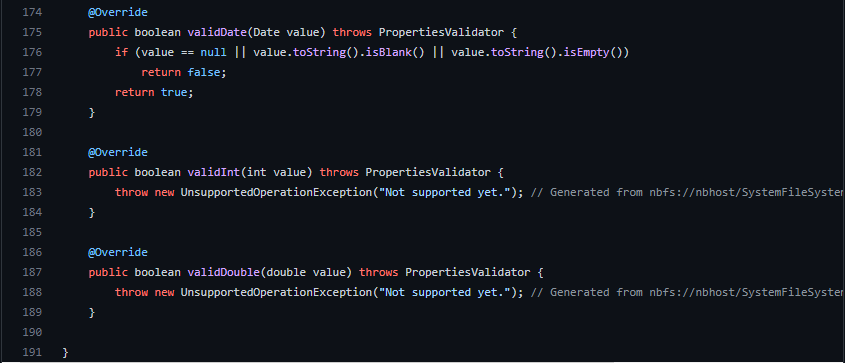 174 @Override
175 public boolean validDate(Date value) throws PropertiesValidator {
176 if (value == null || value.toString().isBlank() || value.toString().isEmpty())
177 return false;
178 return true;
179 }
180
181 @Override
182 public boolean validInt(int value) throws PropertiesValidator {
183 throw new UnsupportedOperationException("Not supported yet."); // Generated from nbfs://nbhost/SystemFileSystem
184 }
185
186 @Override
187 public boolean validDouble(double value) throws PropertiesValidator {
188 throw new UnsupportedOperationException("Not supported yet."); // Generated from nbfs://nbhost/SystemFileSystem
189 }
190
191 }